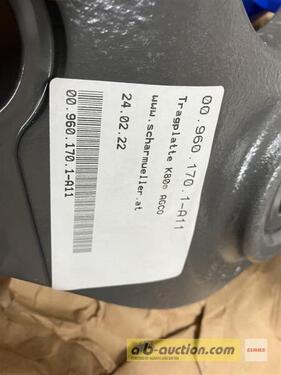 00.960.170.1-A11
Tragplatte K80® AGCO
www.scharmueller.at
24.02.22
00.960.170.1-A11
ab-auction.com
CLAAS